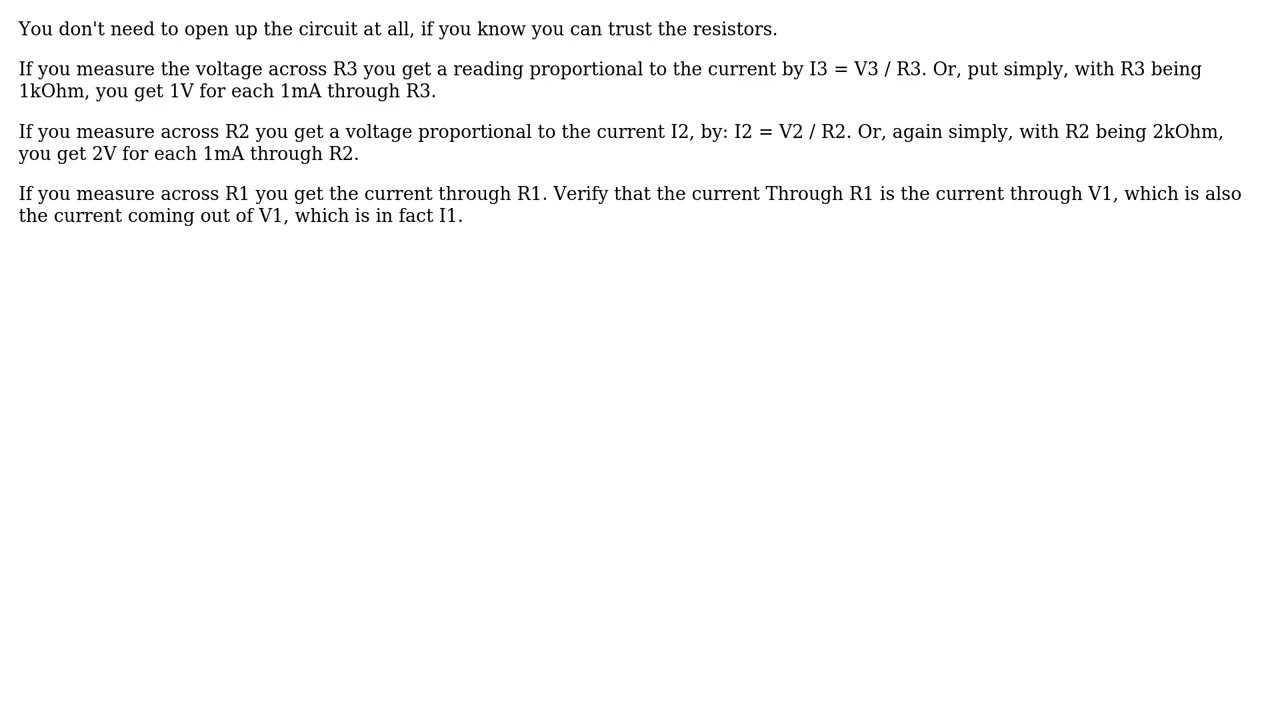 You don't need to open up the circuit at all, if you know you can trust the resistors.
If you measure the voltage across R3 you get a reading proportional to the current by I3 = V3 / R3. Or, put simply, with R3 being
1kOhm, you get 1V for each 1mA through R3.
If you measure across R2 you get a voltage proportional to the current I2, by: I2 = V2 / R2. Or, again simply, with R2 being 2kOhm,
you get 2V for each 1mA through R2.
If you measure across R1 you get the current through R1. Verify that the current Through R1 is the current through V1, which is also
the current coming out of V1, which is in fact I1.